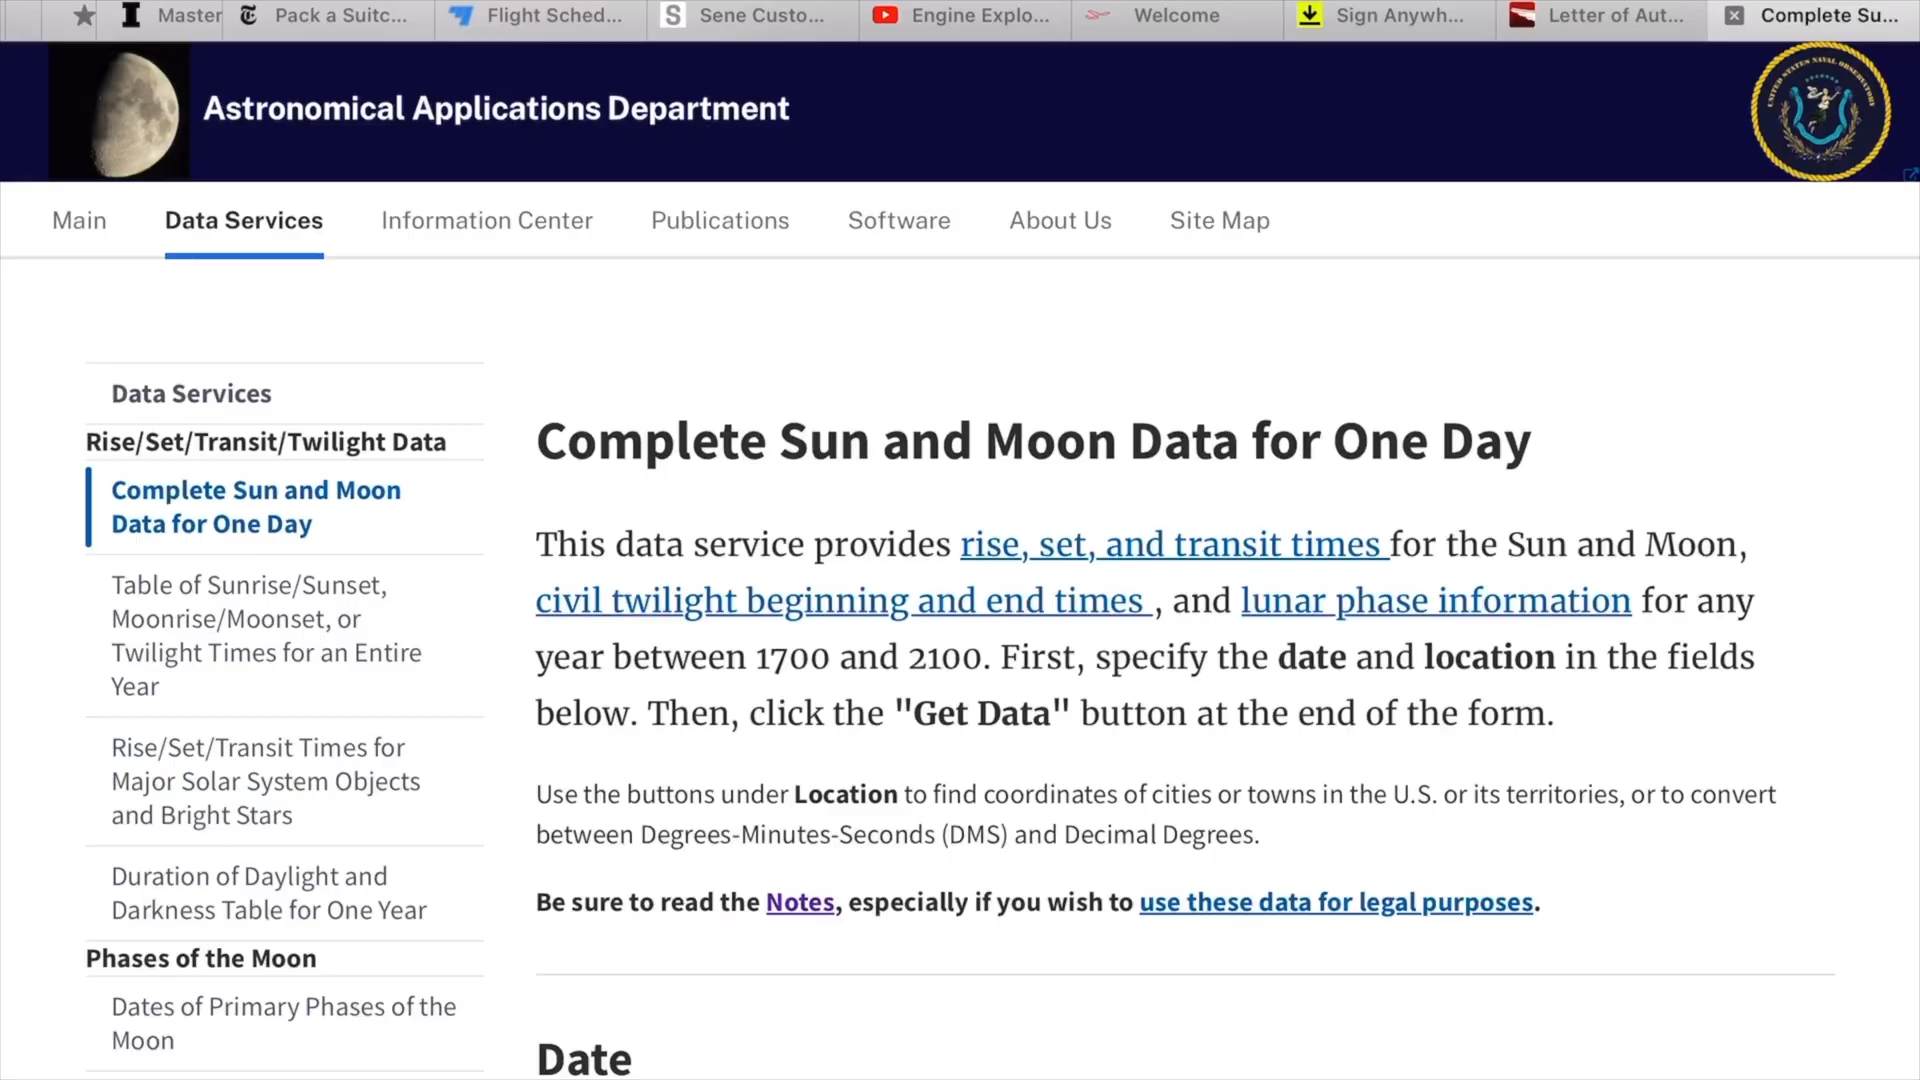 Master
Pack a Suitc...
Flight Sched...
S
Sene Custo...
Engine Explo...
Welcome
Sign Anywh...
Letter of Aut...
Complete Su...
Astronomical Applications Department
UNITED STATES NAVAL OBSERVATORY
Main
Data Services
Information Center
Publications
Software
About Us
Site Map
Data Services
Rise/Set/Transit/Twilight Data
Complete Sun and Moon
Data for One Day
Table of Sunrise/Sunset,
Moonrise/Moonset, or
Twilight Times for an Entire
Year
Rise/Set/Transit Times for
Major Solar System Objects
and Bright Stars
Duration of Daylight and
Darkness Table for One Year
Phases of the Moon
Dates of Primary Phases of the
Moon
Complete Sun and Moon Data for One Day
This data service provides rise, set, and transit times for the Sun and Moon,
civil twilight beginning and end times , and lunar phase information for any
year between 1700 and 2100. First, specify the date and location in the fields
below. Then, click the "Get Data" button at the end of the form.
Use the buttons under Location to find coordinates of cities or towns in the U.S. or its territories, or to convert
between Degrees-Minutes-Seconds (DMS) and Decimal Degrees.
Be sure to read the Notes, especially if you wish to use these data for legal purposes.
Date